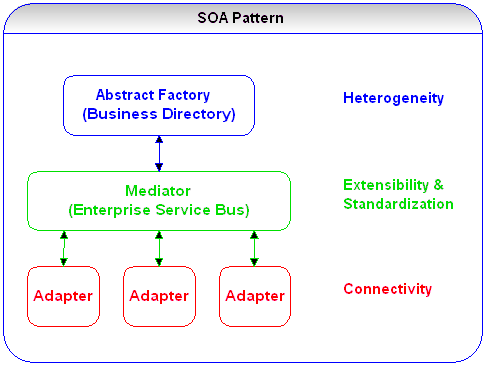 SOA Pattern
Abstract Factory
(Business Directory)
Heterogeneity
Mediator
(Enterprise Service Bus)
Extensibility &
Standardization
Adapter
Adapter
Adapter
Connectivity